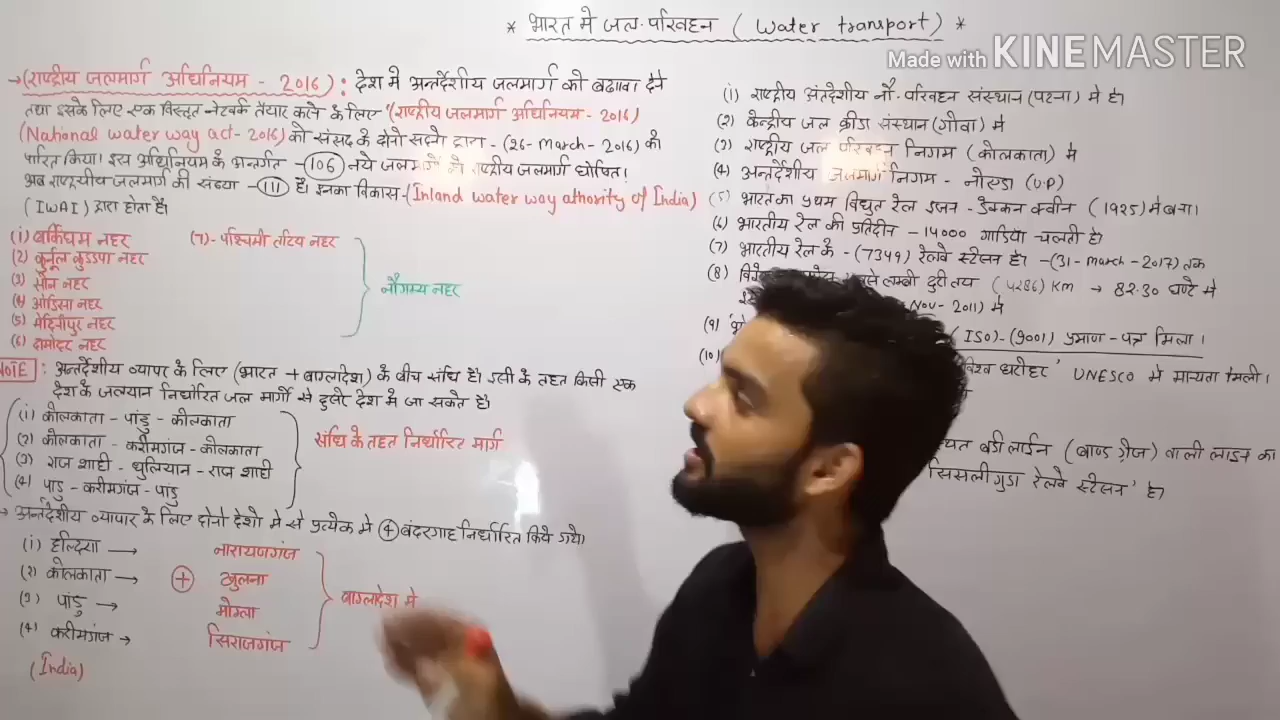 * भारत मे जल-परिवहन ( Water transport ) *
Made with KINEMASTER
→(राष्ट्रीय जलमार्ग अधिनियम - 2016) : देश मे अन्तर्देशीय जलमार्ग को बढावा देने
तथा इसके लिए एक विस्तृत नेटवर्क तैयार करने के लिए "(राष्ट्रीय जलमार्ग अधिनियम - 2016)
(National water way act-2016) को संसद के दोनो सदनो द्वारा -(26-march-2016) को
पारित किया। इस अधिनियम के अन्तर्गत -(106) नये जलमार्गो को राष्ट्रीय जलमार्ग घोषित।
अब राष्ट्रीय जलमार्ग की संख्या -(111) है। इनका विकास-(Inland water way athority of India)
(IWAI) द्वारा होता है।
(1) बकिंघम नहर
(7)- पश्चिमी तटिय नहर
(2) कुर्नूल कुडडपा नहर
(3) सोन नहर
(4) ओडिसा नहर
(5) मेदिनीपुर नहर
(6) दामोदर नहर
नौगम्य नहर
NOTE : अन्तर्देशीय व्यापार के लिए (भारत + बांग्लादेश) के बीच संधि है। इसी के तहत किसी एक
देश के जलयान निर्धारित जल मार्गो से दुसरे देश मे जा सकते है।
(1) कोलकाता - पांडु - कोलकाता
(2) कोलकाता - करीमगंज - कोलकाता
(3) राज शाही - धुलियान - राज शाही
(4) पांडु - करीमगंज - पांडु
संधि के तहत निर्धारित मार्ग
→ अन्तर्देशीय व्यापार के लिए दोनो देशो मे से प्रत्येक मे (4) बंदरगाह निर्धारित किये गये।
(1) हल्दिया → नारायणगंज
(2) कोलकाता → + खुलना
(3) पांडु → मोंगला
(4) करीमगंज → सिराजगंज
बांग्लादेश मे
(India)
(1) राष्ट्रीय अंतर्देशीय नौ-परिवहन संस्थान (पटना) मे है।
(2) केन्द्रीय जल क्रीडा संस्थान (गोवा) मे
(3) राष्ट्रीय जल परिवहन निगम (कोलकाता) मे
(4) अन्तर्देशीय जलमार्ग निगम - नोएडा (U.P)
(5) भारत का प्रथम विधुत रेल इंजन - डेक्कन क्वीन (1925) मे बना।
(6) भारतीय रेल की प्रतिदीन - 14000 गाडिया चलती है।
(7) भारतीय रेल के -(7349) रेलवे स्टेशन है। -(31-march-2017) तक
(8) लम्बी दुरी तय (4286) Km → 82.30 घण्टे मे
Nov-2011) मे
(9) (ISO)-(9001) प्रमाण-पत्र मिला।
(10) विश्व धरोहर' UNESCO मे मान्यता मिली।
बडी लाईन (बाण्ड ग्रेज) वाली लाइन का
सिसलीगुडा रेलवे स्टेसन' है।